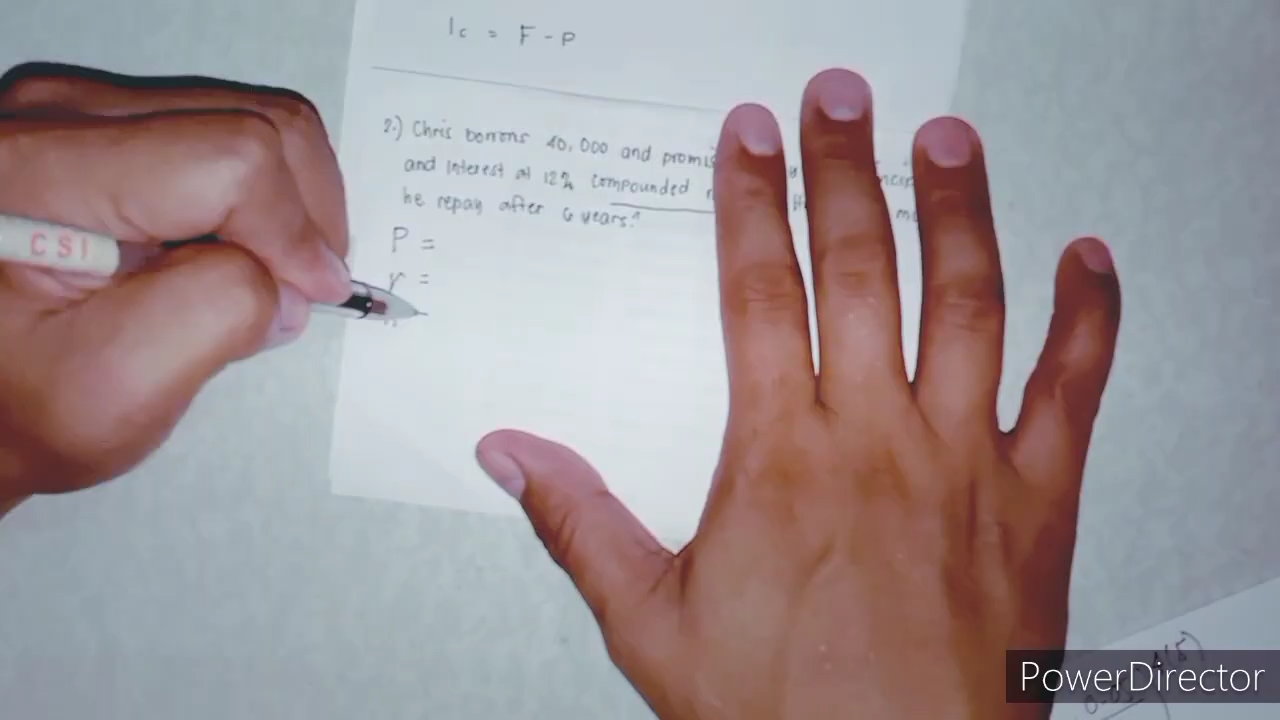 Ic = F - P
2.) Chris borrows 40,000 and promis
and interest at 12% compounded
he repay after 6 years?
P =
r =
CSI
PowerDirector